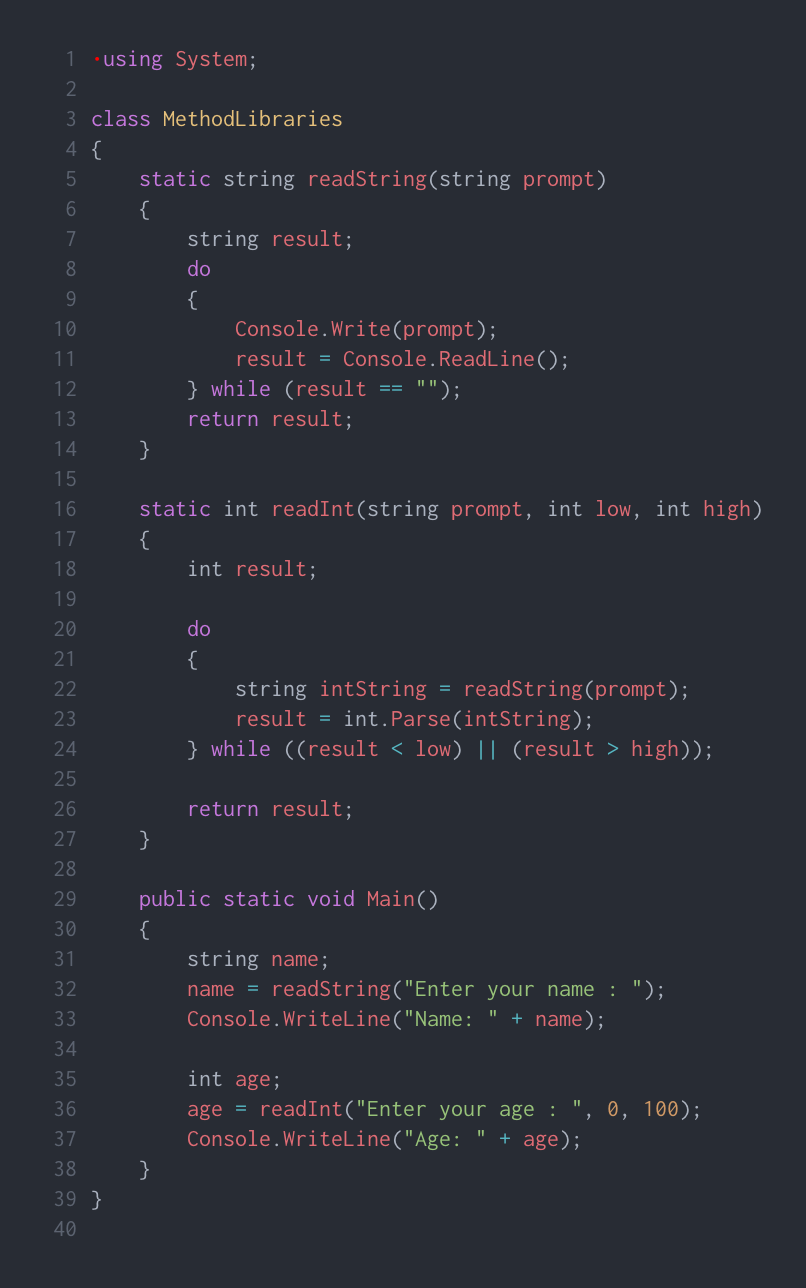 1 ·using System;
2
3 class MethodLibraries
4 {
5     static string readString(string prompt)
6     {
7         string result;
8         do
9         {
10             Console.Write(prompt);
11             result = Console.ReadLine();
12         } while (result == "");
13         return result;
14     }
15
16     static int readInt(string prompt, int low, int high)
17     {
18         int result;
19
20         do
21         {
22             string intString = readString(prompt);
23             result = int.Parse(intString);
24         } while ((result < low) || (result > high));
25
26         return result;
27     }
28
29     public static void Main()
30     {
31         string name;
32         name = readString("Enter your name : ");
33         Console.WriteLine("Name: " + name);
34
35         int age;
36         age = readInt("Enter your age : ", 0, 100);
37         Console.WriteLine("Age: " + age);
38     }
39 }
40